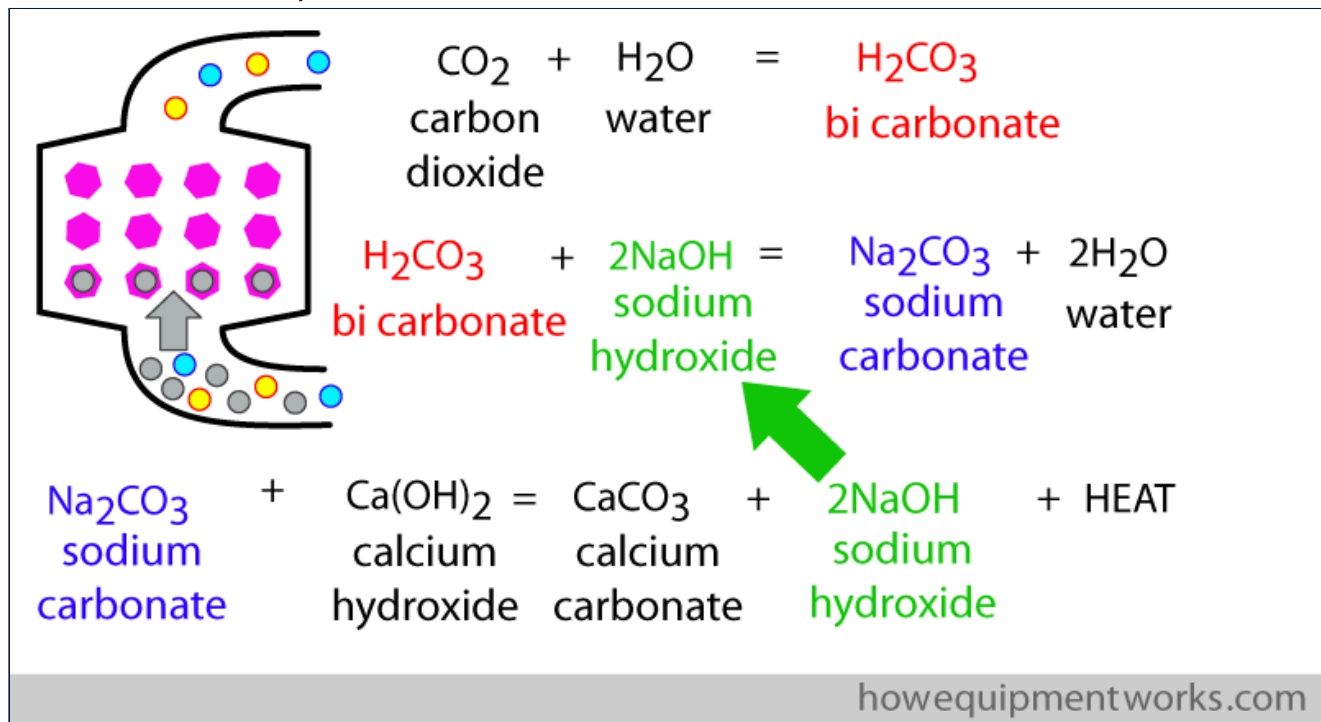 CO2 + H2O = H2CO3
carbon water bi carbonate
dioxide
H2CO3 + 2NaOH = Na2CO3 + 2H2O
bi carbonate sodium sodium water
hydroxide carbonate
Na2CO3 + Ca(OH)2 = CaCO3 + 2NaOH + HEAT
sodium calcium calcium sodium
carbonate hydroxide carbonate hydroxide
howequipmentworks.com